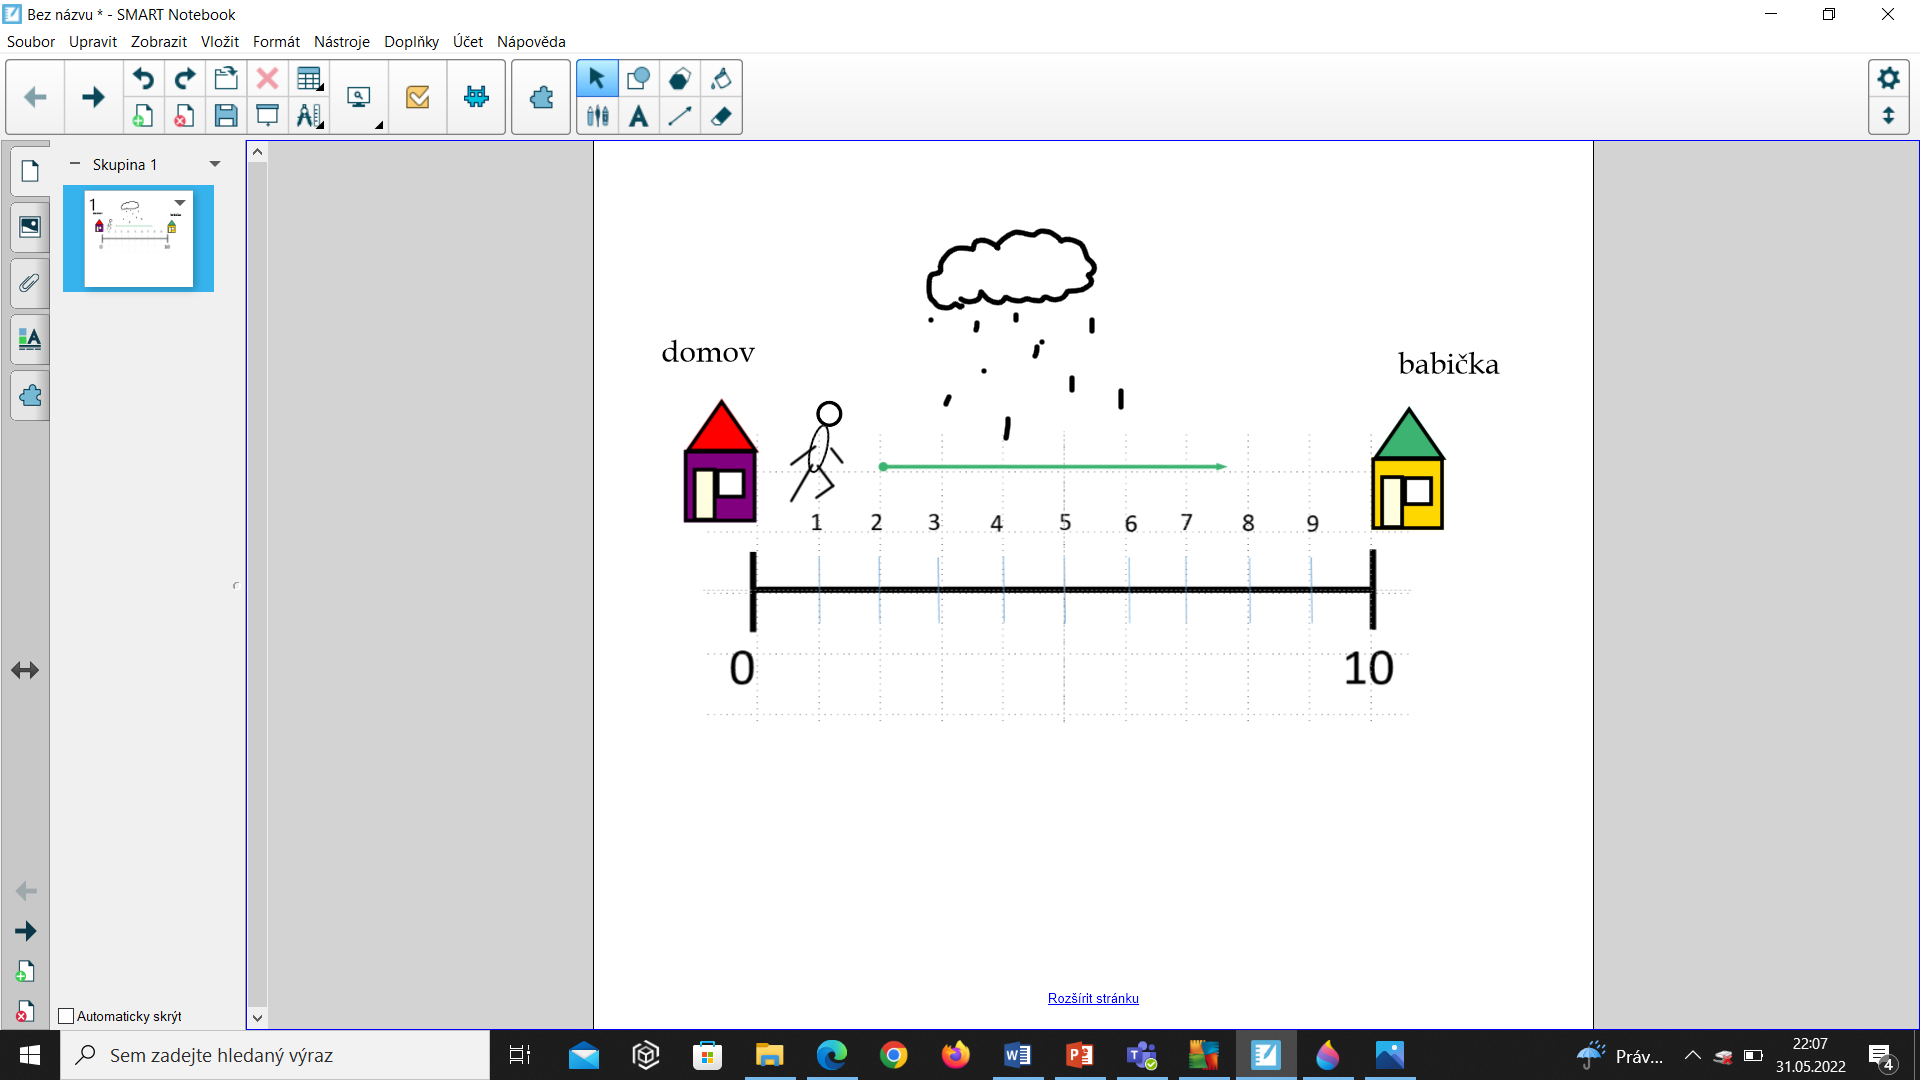 Bez názvu * - SMART Notebook
Soubor Upravit Zobrazit Vložit Formát Nástroje Doplňky Účet Nápověda
Skupina 1
1
domov
babička
1 2 3 4 5 6 7 8 9
0 10
Rozšířit stránku
Automaticky skrýt
Sem zadejte hledaný výraz
Práv...
22:07
31.05.2022
4